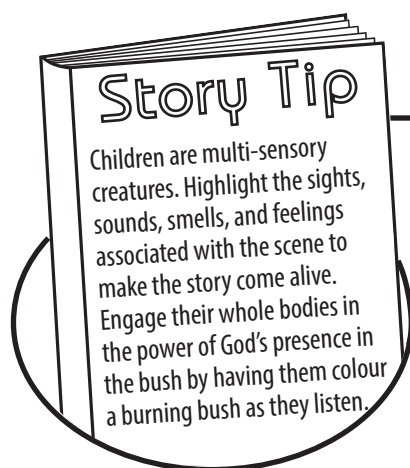 Story Tip
Children are multi-sensory
creatures. Highlight the sights,
sounds, smells, and feelings
associated with the scene to
make the story come alive.
Engage their whole bodies in
the power of God's presence in
the bush by having them colour
a burning bush as they listen.